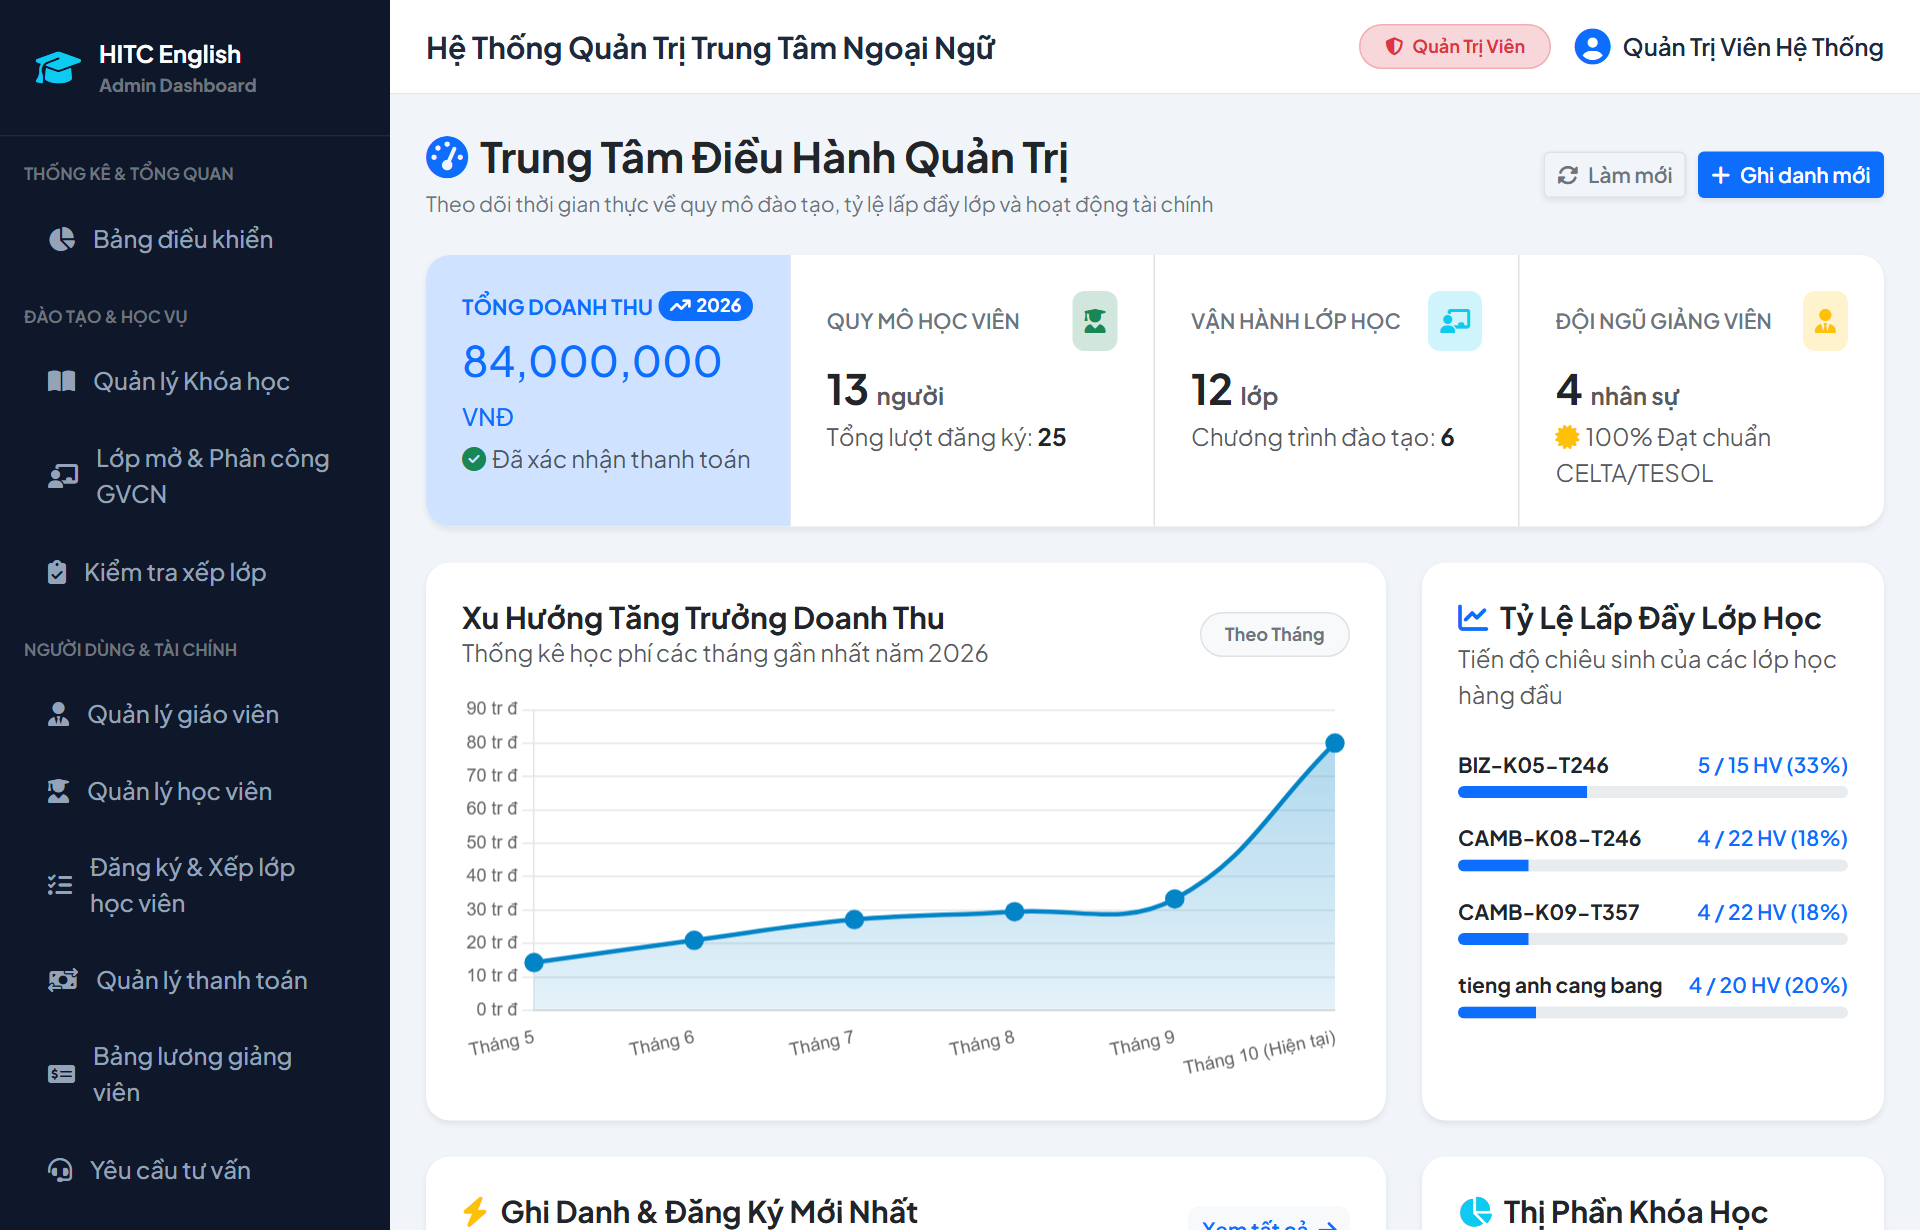 HITC English
Admin Dashboard
THỐNG KÊ & TỔNG QUAN
Bảng điều khiển
ĐÀO TẠO & HỌC VỤ
Quản lý Khóa học
Lớp mở & Phân công
GVCN
Kiểm tra xếp lớp
NGƯỜI DÙNG & TÀI CHÍNH
Quản lý giáo viên
Quản lý học viên
Đăng ký & Xếp lớp
học viên
Quản lý thanh toán
Bảng lương giảng
viên
Yêu cầu tư vấn
Hệ Thống Quản Trị Trung Tâm Ngoại Ngữ
Quản Trị Viên
Quản Trị Viên Hệ Thống
Trung Tâm Điều Hành Quản Trị
Theo dõi thời gian thực về quy mô đào tạo, tỷ lệ lấp đầy lớp và hoạt động tài chính
Làm mới
Ghi danh mới
TỔNG DOANH THU 2026
84,000,000
VNĐ
Đã xác nhận thanh toán
QUY MÔ HỌC VIÊN
13 người
Tổng lượt đăng ký: 25
VẬN HÀNH LỚP HỌC
12 lớp
Chương trình đào tạo: 6
ĐỘI NGŨ GIẢNG VIÊN
4 nhân sự
100% Đạt chuẩn
CELTA/TESOL
Xu Hướng Tăng Trưởng Doanh Thu
Thống kê học phí các tháng gần nhất năm 2026
Theo Tháng
90 tr đ
80 tr đ
70 tr đ
60 tr đ
50 tr đ
40 tr đ
30 tr đ
20 tr đ
10 tr đ
0 tr đ
Tháng 5
Tháng 6
Tháng 7
Tháng 8
Tháng 9
Tháng 10 (Hiện tại)
Tỷ Lệ Lấp Đầy Lớp Học
Tiến độ chiêu sinh của các lớp học
hàng đầu
BIZ-K05-T246 5 / 15 HV (33%)
CAMB-K08-T246 4 / 22 HV (18%)
CAMB-K09-T357 4 / 22 HV (18%)
tieng anh cang bang 4 / 20 HV (20%)
Ghi Danh & Đăng Ký Mới Nhất
Xem tất cả
Thị Phần Khóa Học